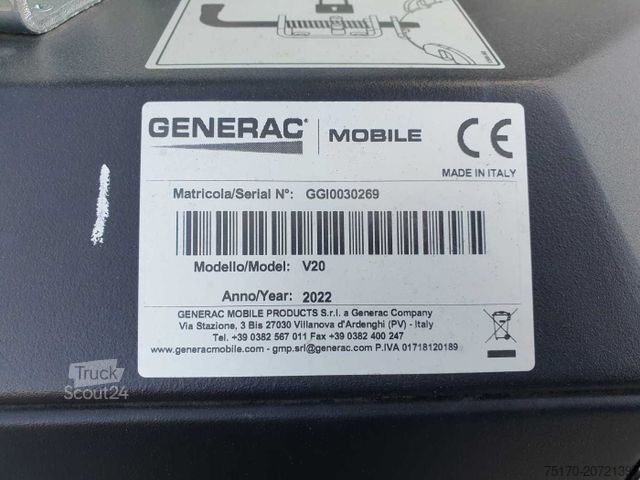 GENERAC® MOBILE CE
MADE IN ITALY
Matricola/Serial N°: GGI0030269
Modello/Model: V20
Anno/Year: 2022
GENERAC MOBILE PRODUCTS S.r.l. a Generac Company
Via Stazione, 3 Bis 27030 Villanova d'Ardenghi (PV) - Italy
Tel. +39 0382 567 011 Fax +39 0382 400 247
www.generacmobile.com - gmp.srl@generac.com P.IVA 01718120189
Truck
Scout24
75170-2072139